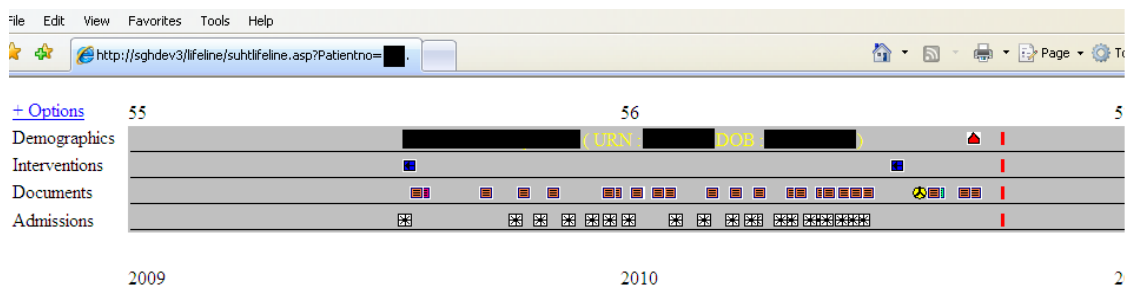 File Edit View Favorites Tools Help
http://sghdev3/lifeline/suhtlifeline.asp?Patientno= . Page
+ Options 55 56 5
Demographics ( URN : DOB : )
Interventions
Documents
Admissions
2009 2010